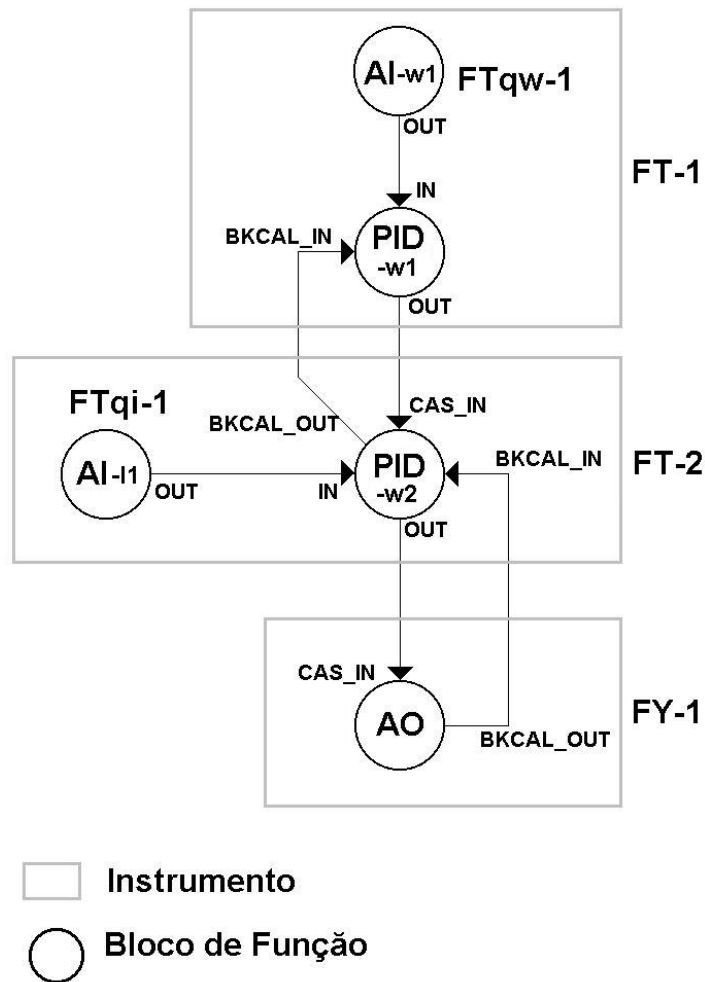 AI-w1
FTqw-1
OUT
FT-1
IN
BKCAL_IN
PID
-w1
OUT
FTqi-1
CAS_IN
BKCAL_OUT
BKCAL_IN
FT-2
AI-I1
OUT
IN
PID
-w2
OUT
CAS_IN
FY-1
AO
BKCAL_OUT
Instrumento
Bloco de Função